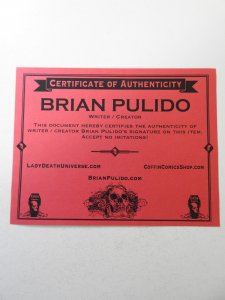 Certificate of Authenticity
BRIAN PULIDO
Writer / Creator
This document hereby certifies the authenticity of
writer / creator Brian Pulido's signature on this item.
Accept no imitations!
LadyDeathUniverse.com CoffinComicsShop.com
BrianPulido.com